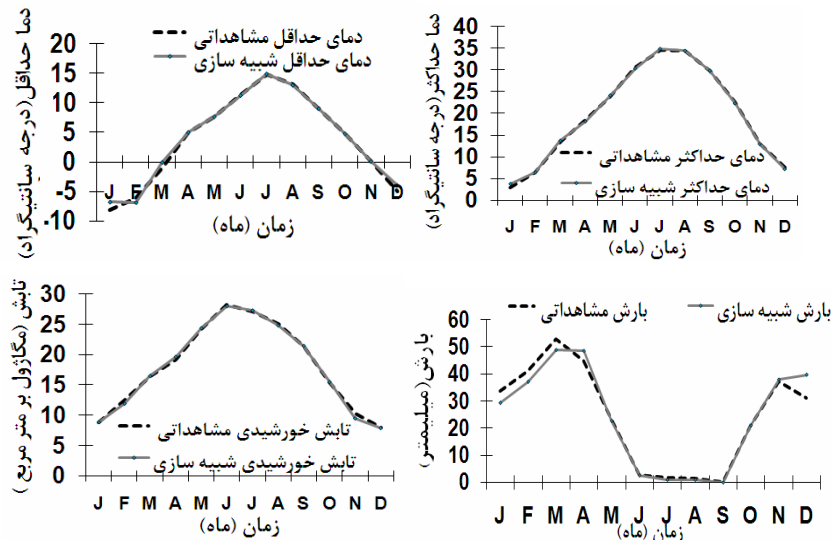 دما حداقل(درجه سانتیگراد)
20
15
10
5
0
-5
-10
دمای حداقل مشاهداتی
دمای حداقل شبیه سازی
J F M A M J J A S O N D
زمان (ماه)
دما حداکثر(درجه سانتیگراد)
40
35
30
25
20
15
10
5
0
دمای حداکثر مشاهداتی
دمای حداکثر شبیه سازی
J F M A M J J A S O N D
زمان (ماه)
تابش (مگاژول بر متر مربع )
30
25
20
15
10
5
0
تابش خورشیدی مشاهداتی
تابش خورشیدی شبیه سازی
J F M A M J J A S O N D
زمان (ماه)
بارش(میلیمتر)
60
50
40
30
20
10
0
بارش مشاهداتی
بارش شبیه سازی
J F M A M J J A S O N D
زمان (ماه)